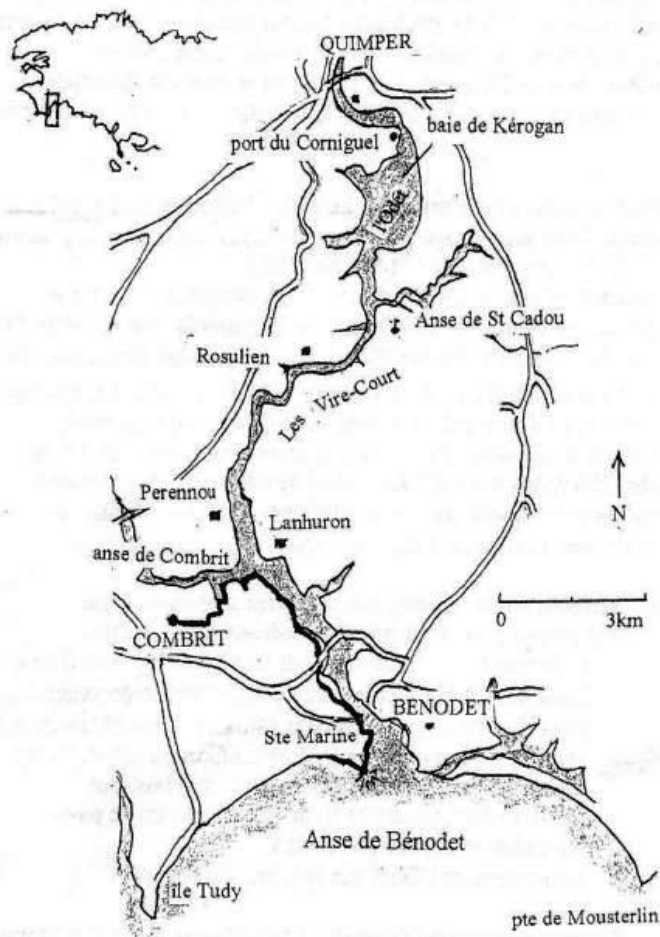 QUIMPER
baie de Kérogan
port du Corniguel
l'Odet
Anse de St Cadou
Rosulien
Les Vire-Court
Perennou
Lanhuron
anse de Combrit
N
0 3km
COMBRIT
BENODET
Ste Marine
Anse de Bénodet
île Tudy
pte de Mousterlin